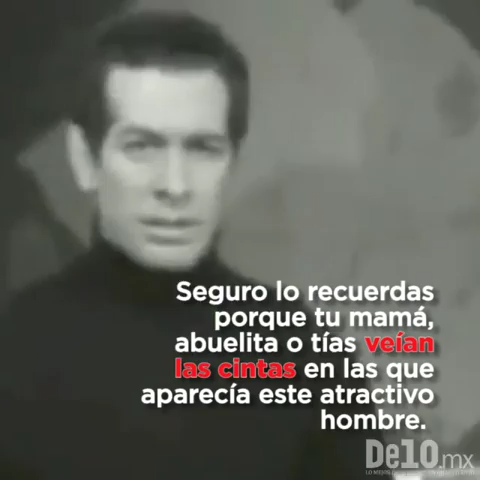 Seguro lo recuerdas
porque tu mamá,
abuelita o tías veían
las cintas en las que
aparecía este atractivo
hombre.
De10.mx